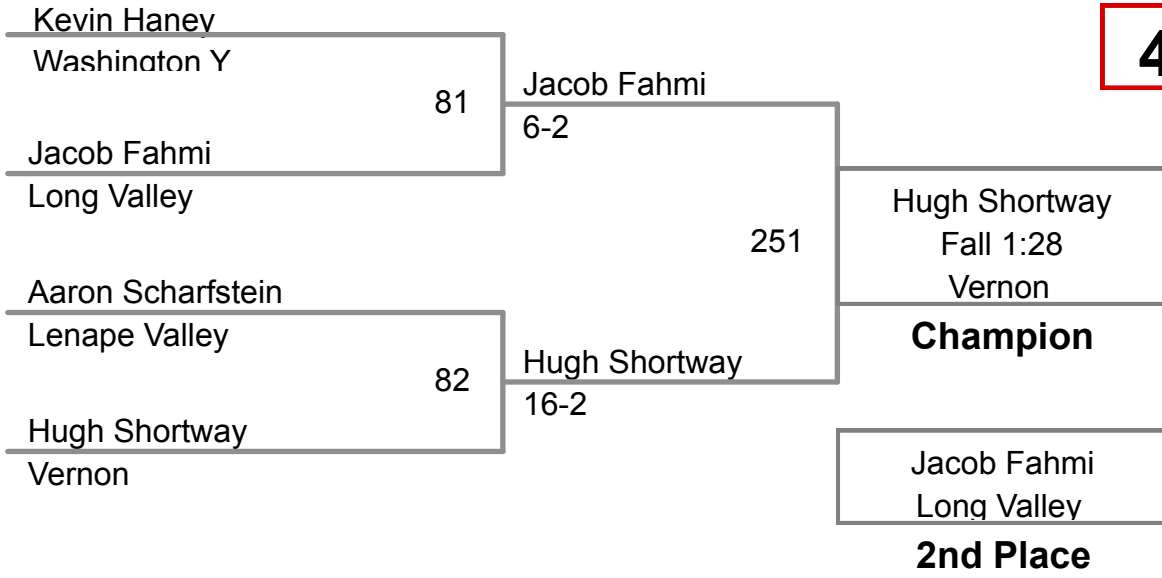 Kevin Haney
Washington Y
81
Jacob Fahmi
6-2
Jacob Fahmi
Long Valley
251
Hugh Shortway
Fall 1:28
Vernon
Champion
Aaron Scharfstein
Lenape Valley
82
Hugh Shortway
16-2
Hugh Shortway
Vernon
Jacob Fahmi
Long Valley
2nd Place